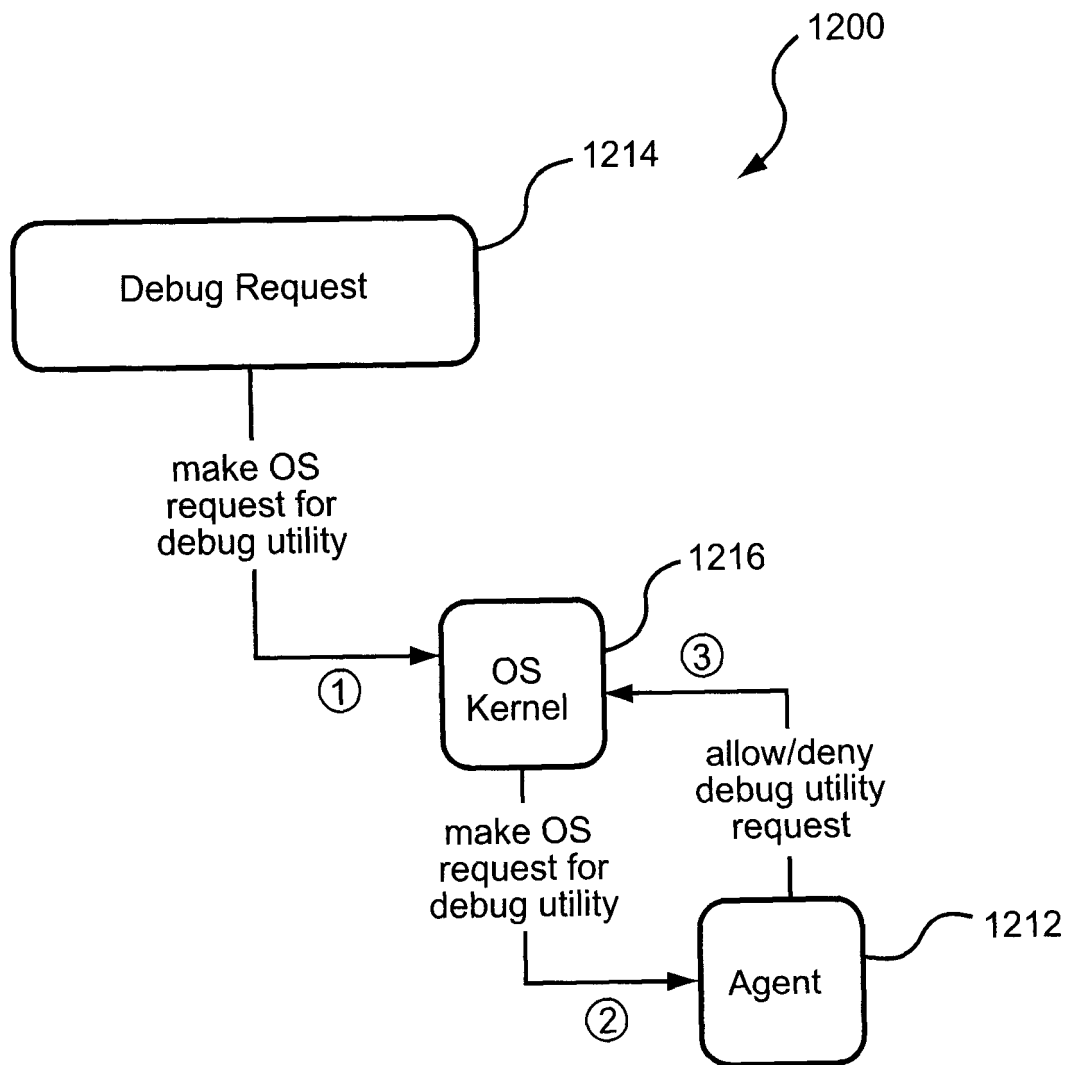 1200
1214
Debug Request
make OS
request for
debug utility
1216
OS
Kernel
1
3
allow/deny
debug utility
request
make OS
request for
debug utility
1212
Agent
2